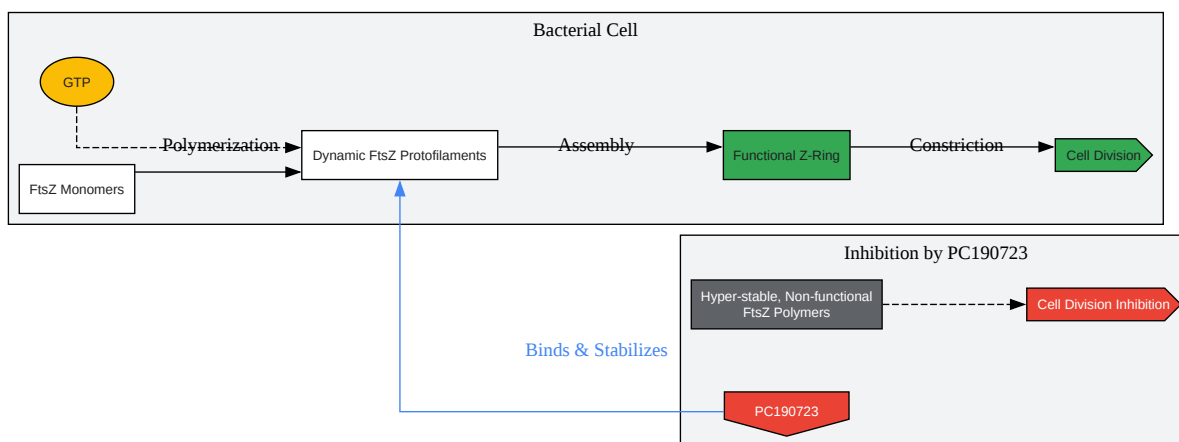 Bacterial Cell
GTP
Polymerization
FtsZ Monomers
Dynamic FtsZ Protofilaments
Assembly
Functional Z-Ring
Constriction
Cell Division
Inhibition by PC190723
Hyper-stable, Non-functional
FtsZ Polymers
Cell Division Inhibition
Binds & Stabilizes
PC190723